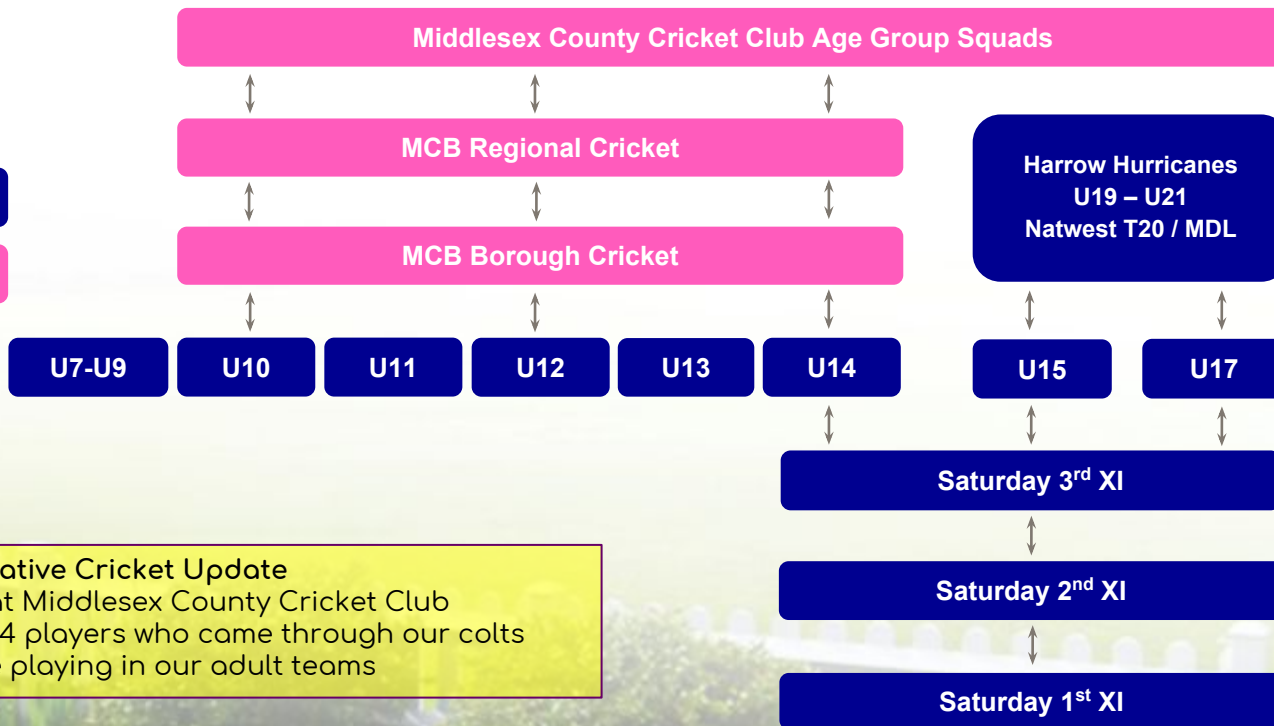 Middlesex County Cricket Club Age Group Squads
MCB Regional Cricket
Harrow Hurricanes
U19 – U21
Natwest T20 / MDL
MCB Borough Cricket
U7-U9
U10
U11
U12
U13
U14
U15
U17
Saturday 3rd XI
Saturday 2nd XI
Cricket Update
Middlesex County Cricket Club
4 players who came through our colts
playing in our adult teams
Saturday 1st XI